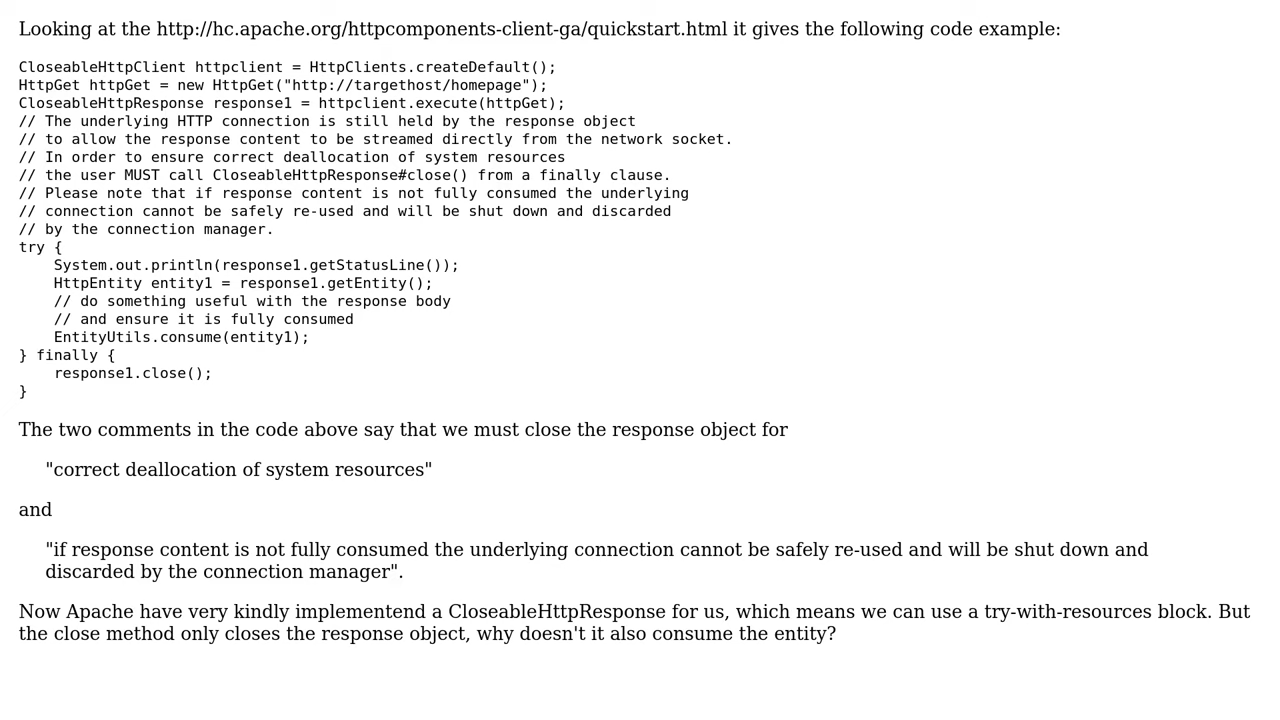 Looking at the http://hc.apache.org/httpcomponents-client-ga/quickstart.html it gives the following code example:
CloseableHttpClient httpclient = HttpClients.createDefault();
HttpGet httpGet = new HttpGet("http://targethost/homepage");
CloseableHttpResponse response1 = httpclient.execute(httpGet);
// The underlying HTTP connection is still held by the response object
// to allow the response content to be streamed directly from the network socket.
// In order to ensure correct deallocation of system resources
// the user MUST call CloseableHttpResponse#close() from a finally clause.
// Please note that if response content is not fully consumed the underlying
// connection cannot be safely re-used and will be shut down and discarded
// by the connection manager.
try {
    System.out.println(response1.getStatusLine());
    HttpEntity entity1 = response1.getEntity();
    // do something useful with the response body
    // and ensure it is fully consumed
    EntityUtils.consume(entity1);
} finally {
    response1.close();
}
The two comments in the code above say that we must close the response object for
"correct deallocation of system resources"
and
"if response content is not fully consumed the underlying connection cannot be safely re-used and will be shut down and
discarded by the connection manager".
Now Apache have very kindly implementend a CloseableHttpResponse for us, which means we can use a try-with-resources block. But
the close method only closes the response object, why doesn't it also consume the entity?